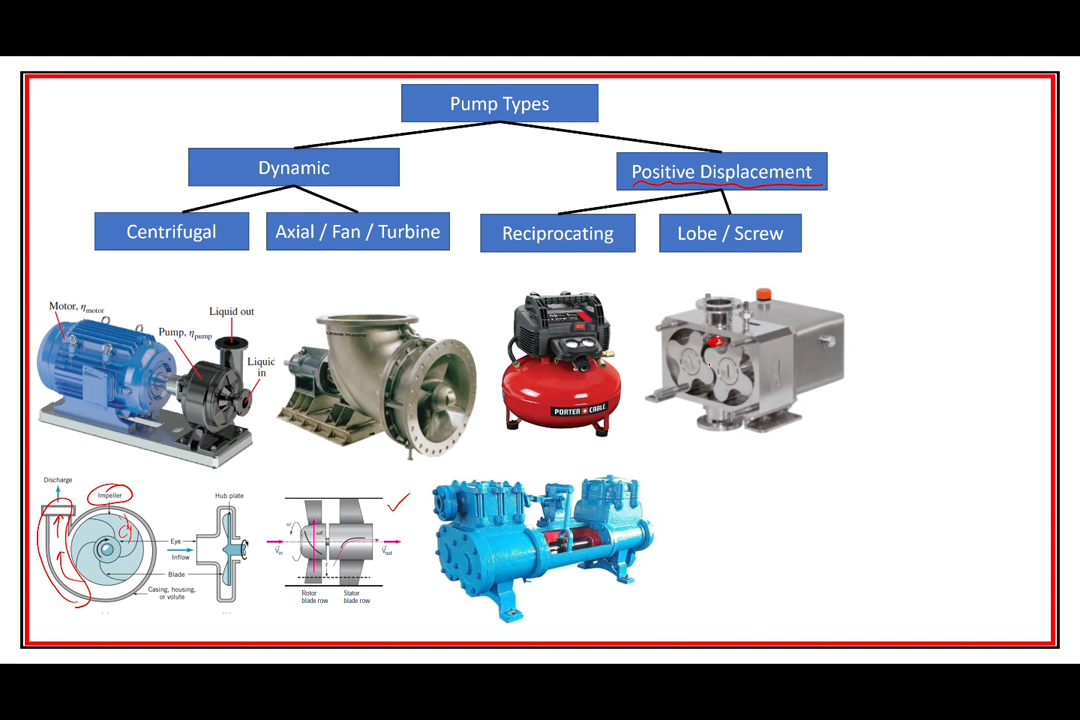 Pump Types
Dynamic
Positive Displacement
Centrifugal
Axial / Fan / Turbine
Reciprocating
Lobe / Screw
Motor, ηmotor
Liquid out
Pump, ηpump
Liquid
in
PORTER CABLE
Discharge
Impeller
Hub plate
Eye
Inflow
Blade
Casing, housing,
or volute
Rotor
blade row
Stator
blade row